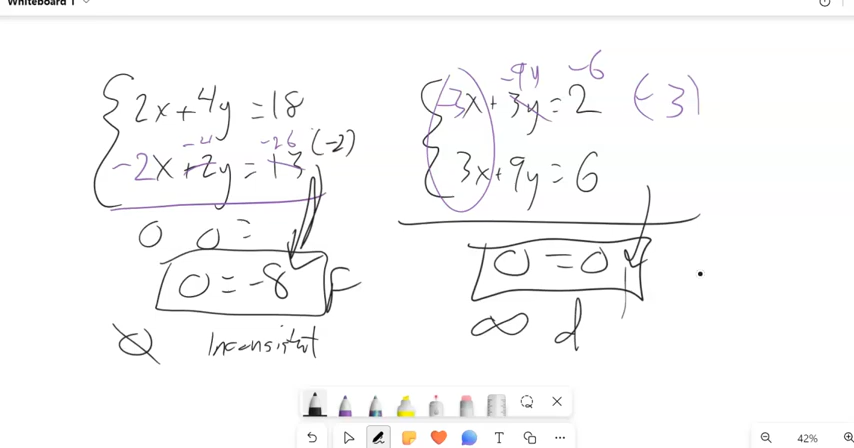 Whiteboard 1
2x + 4y = 18
-4 -26 (-2)
-2x + 2y = 13
0 0 =
0 = -8 F
∅ Inconsistent
-9y -6
-3x + 3y = 2 (-3)
3x + 9y = 6
0 = 0
∞ d
T
42%